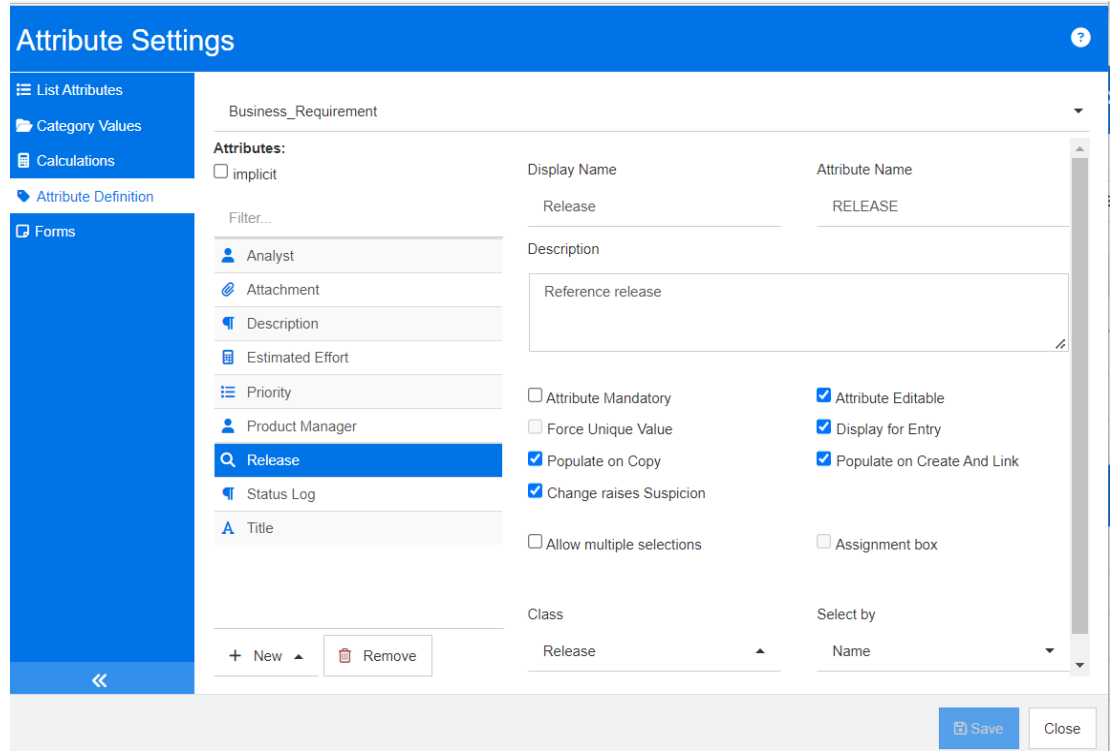 Attribute Settings
?
List Attributes
Category Values
Calculations
Attribute Definition
Forms
Business_Requirement
Attributes:
implicit
Filter...
Analyst
Attachment
Description
Estimated Effort
Priority
Product Manager
Release
Status Log
Title
New
Remove
Display Name
Attribute Name
Release
RELEASE
Description
Reference release
Attribute Mandatory
Attribute Editable
Force Unique Value
Display for Entry
Populate on Copy
Populate on Create And Link
Change raises Suspicion
Allow multiple selections
Assignment box
Class
Select by
Release
Name
Save
Close